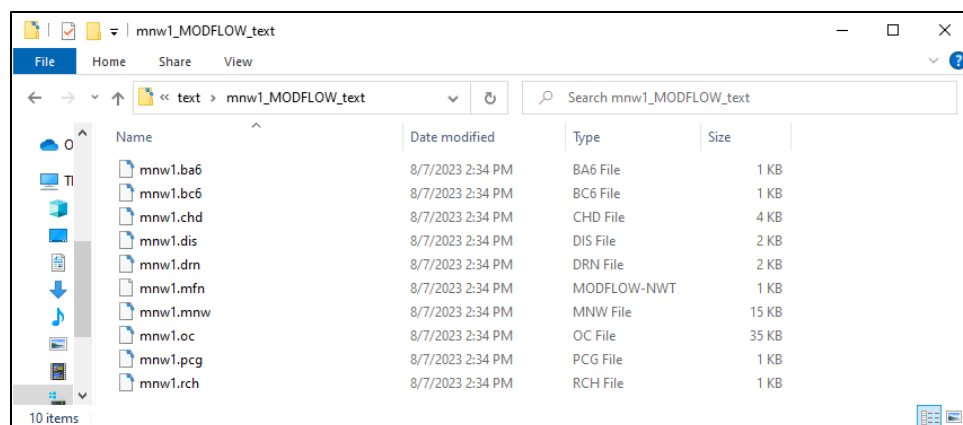 mnw1_MODFLOW_text
File Home Share View
« text › mnw1_MODFLOW_text Search mnw1_MODFLOW_text
Name Date modified Type Size
mnw1.ba6 8/7/2023 2:34 PM BA6 File 1 KB
mnw1.bc6 8/7/2023 2:34 PM BC6 File 1 KB
mnw1.chd 8/7/2023 2:34 PM CHD File 4 KB
mnw1.dis 8/7/2023 2:34 PM DIS File 2 KB
mnw1.drn 8/7/2023 2:34 PM DRN File 2 KB
mnw1.mfn 8/7/2023 2:34 PM MODFLOW-NWT 1 KB
mnw1.mnw 8/7/2023 2:34 PM MNW File 15 KB
mnw1.oc 8/7/2023 2:34 PM OC File 35 KB
mnw1.pcg 8/7/2023 2:34 PM PCG File 1 KB
mnw1.rch 8/7/2023 2:34 PM RCH File 1 KB
10 items